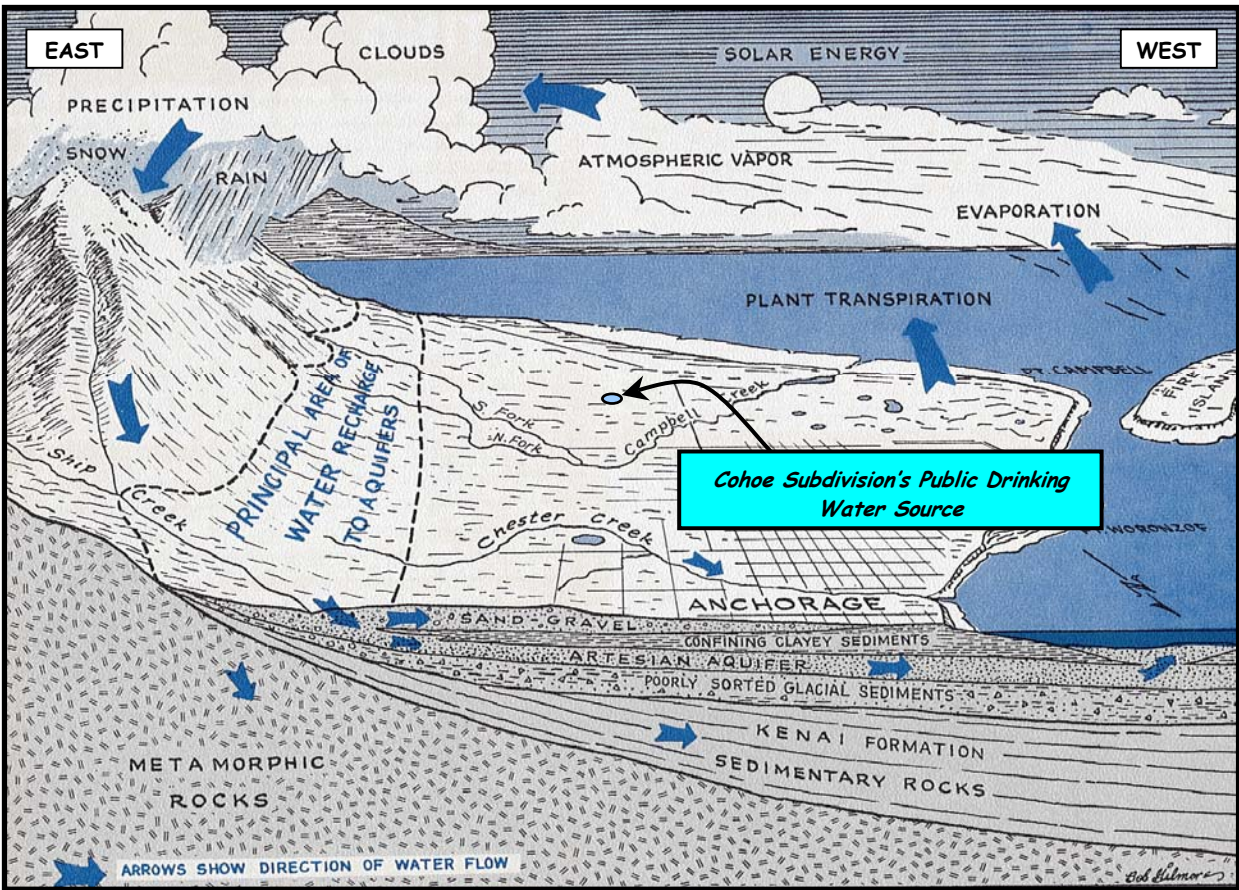 EAST
CLOUDS
SOLAR ENERGY
WEST
PRECIPITATION
SNOW
RAIN
ATMOSPHERIC VAPOR
EVAPORATION
PLANT TRANSPIRATION
PT. CAMPBELL
FIRE
ISLAND
PRINCIPAL AREA OF
WATER RECHARGE
TO AQUIFERS
S. Fork
N. Fork
Campbell Creek
Cohoe Subdivision's Public Drinking
Water Source
Ship
Creek
Chester Creek
PT. WORONZOF
ANCHORAGE
SAND-GRAVEL
CONFINING CLAYEY SEDIMENTS
ARTESIAN AQUIFER
POORLY SORTED GLACIAL SEDIMENTS
KENAI FORMATION
SEDIMENTARY ROCKS
METAMORPHIC
ROCKS
ARROWS SHOW DIRECTION OF WATER FLOW
Bob Gilmore